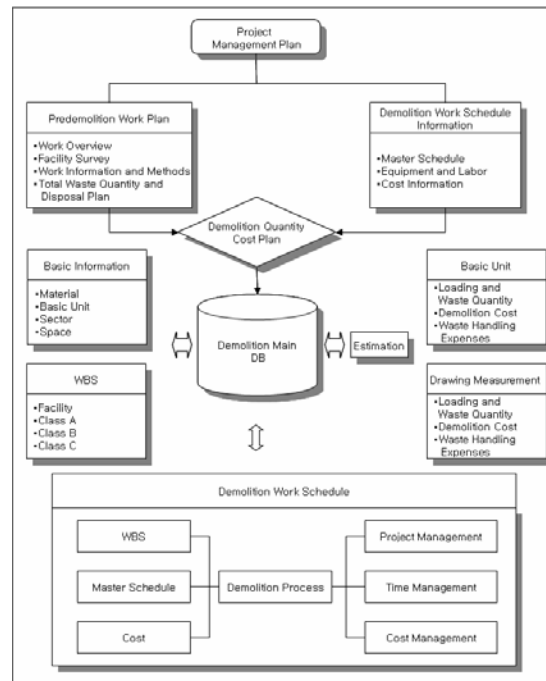 Project
Management Plan
Predemolition Work Plan
•Work Overview
•Facility Survey
•Work Information and Methods
•Total Waste Quantity and
Disposal Plan
Demolition Work Schedule
Information
•Master Schedule
•Equipment and Labor
•Cost Information
Demolition Quantity
Cost Plan
Basic Information
•Material
•Basic Unit
•Sector
•Space
Basic Unit
•Loading and
Waste Quantity
•Demolition Cost
•Waste Handling
Expenses
Demolition Main
DB
Estimation
WBS
•Facility
•Class A
•Class B
•Class C
Drawing Measurement
•Loading and
Waste Quantity
•Demolition Cost
•Waste Handling
Expenses
Demolition Work Schedule
WBS
Project Management
Master Schedule
Demolition Process
Time Management
Cost
Cost Management